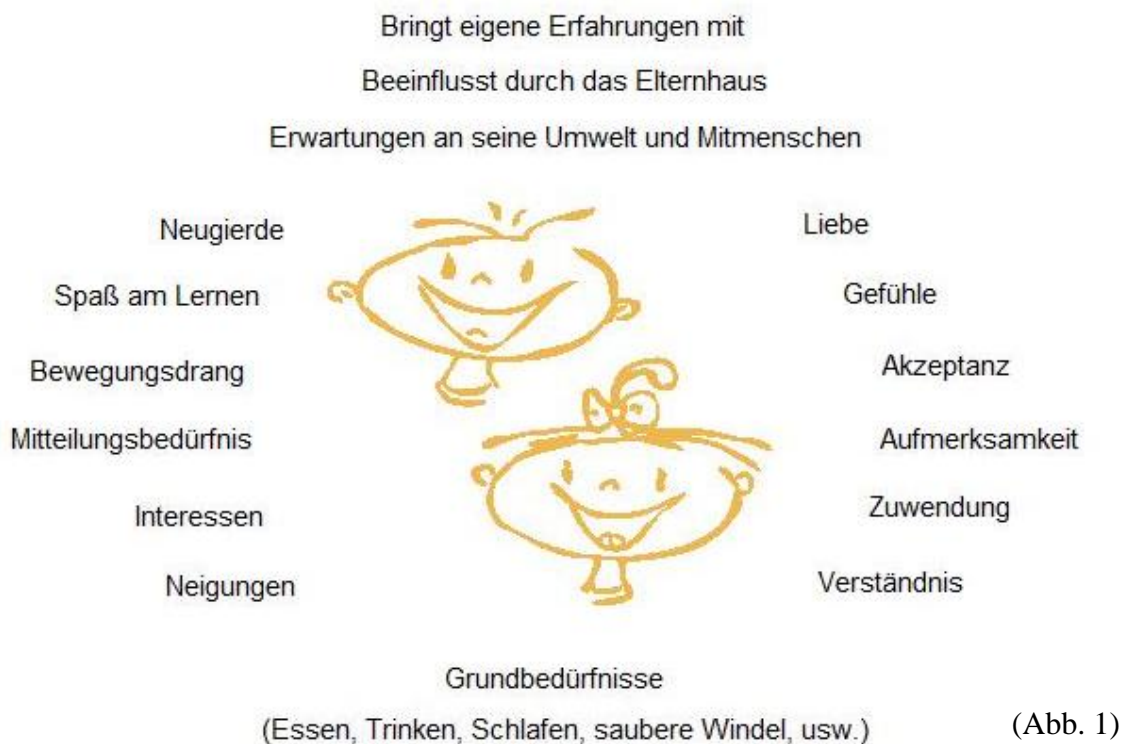 Bringt eigene Erfahrungen mit
Beeinflusst durch das Elternhaus
Erwartungen an seine Umwelt und Mitmenschen
Neugierde
Spaß am Lernen
Bewegungsdrang
Mitteilungsbedürfnis
Interessen
Neigungen
Liebe
Gefühle
Akzeptanz
Aufmerksamkeit
Zuwendung
Verständnis
Grundbedürfnisse
(Essen, Trinken, Schlafen, saubere Windel, usw.)
(Abb. 1)